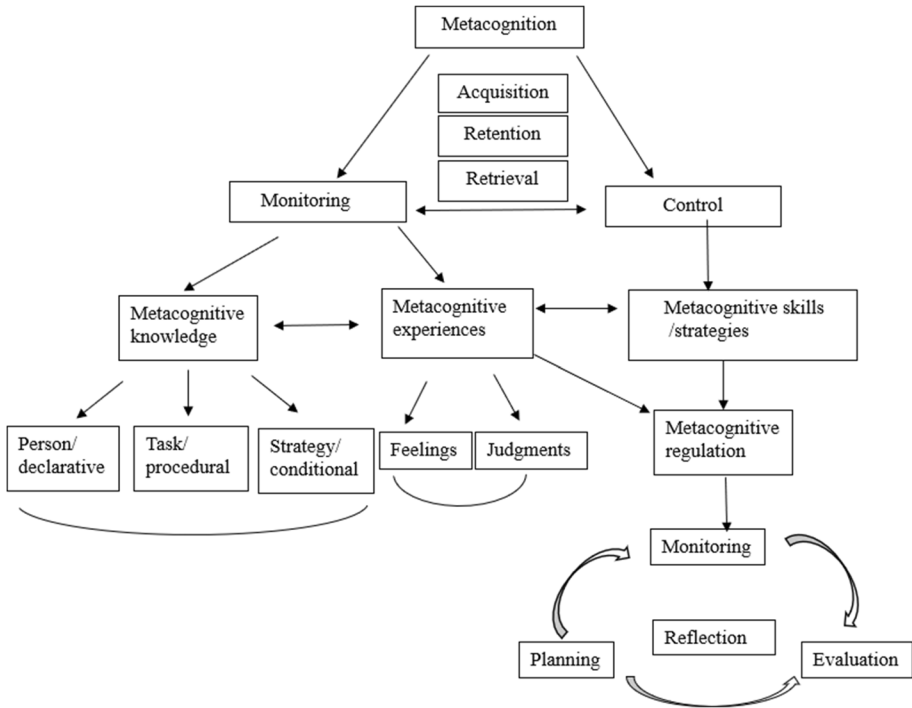 Metacognition
Acquisition
Retention
Retrieval
Monitoring
Control
Metacognitive
knowledge
Metacognitive
experiences
Metacognitive skills
/strategies
Person/
declarative
Task/
procedural
Strategy/
conditional
Feelings
Judgments
Metacognitive
regulation
Monitoring
Reflection
Planning
Evaluation